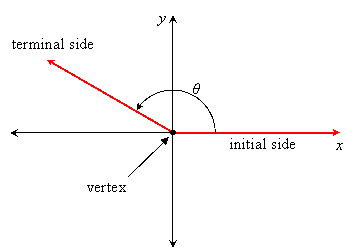 y
terminal side
θ
initial side
x
vertex